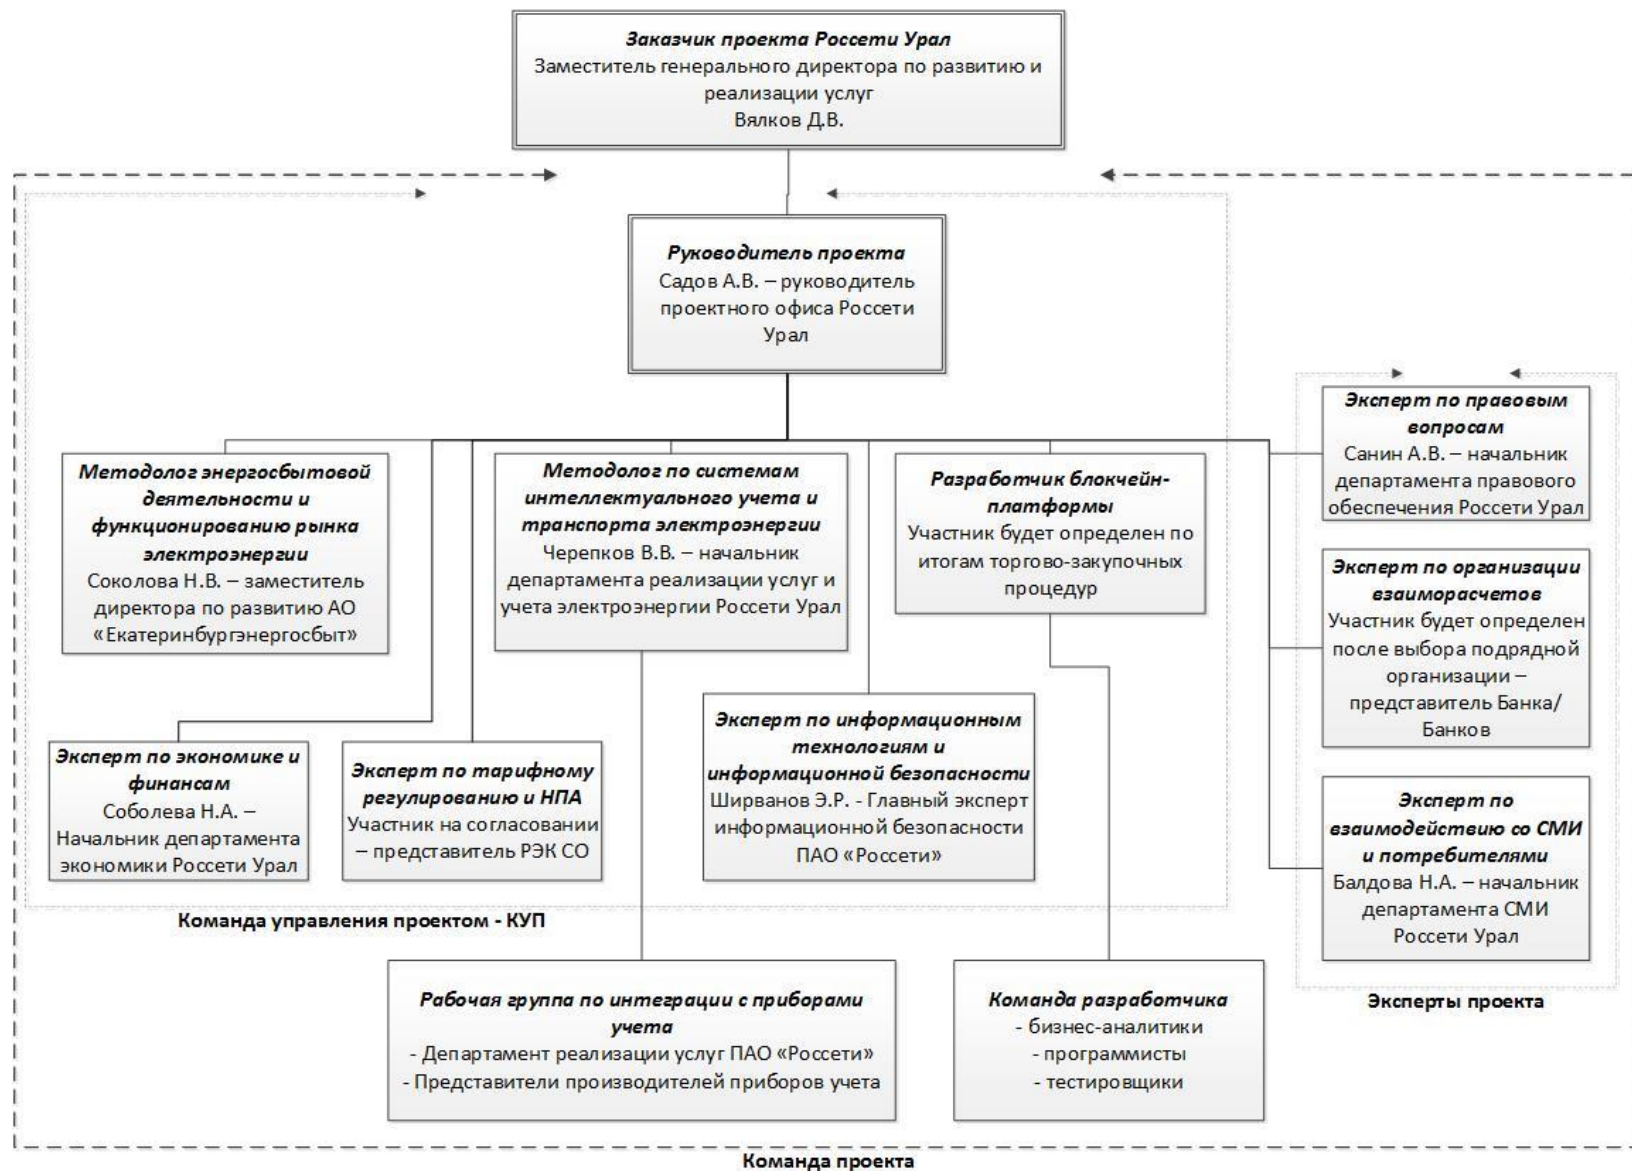 Заказчик проекта Россети Урал
Заместитель генерального директора по развитию и
реализации услуг
Вялков Д.В.
Руководитель проекта
Садов А.В. – руководитель
проектного офиса Россети
Урал
Методолог энергосбытовой
деятельности и
функционированию рынка
электроэнергии
Соколова Н.В. – заместитель
директора по развитию АО
«Екатеринбургэнергосбыт»
Методолог по системам
интеллектуального учета и
транспорта электроэнергии
Черепков В.В. – начальник
департамента реализации услуг и
учета электроэнергии Россети Урал
Разработчик блокчейн-
платформы
Участник будет определен по
итогам торгово-закупочных
процедур
Эксперт по правовым
вопросам
Санин А.В. – начальник
департамента правового
обеспечения Россети Урал
Эксперт по организации
взаиморасчетов
Участник будет определен
после выбора подрядной
организации –
представитель Банка/
Банков
Эксперт по экономике и
финансам
Соболева Н.А. –
Начальник департамента
экономики Россети Урал
Эксперт по тарифному
регулированию и НПА
Участник на согласовании
– представитель РЭК СО
Эксперт по информационным
технологиям и
информационной безопасности
Ширванов Э.Р. - Главный эксперт
информационной безопасности
ПАО «Россети»
Эксперт по
взаимодействию со СМИ
и потребителями
Балдова Н.А. – начальник
департамента СМИ
Россети Урал
Команда управления проектом - КУП
Рабочая группа по интеграции с приборами
учета
- Департамент реализации услуг ПАО «Россети»
- Представители производителей приборов учета
Команда разработчика
- бизнес-аналитики
- программисты
- тестировщики
Эксперты проекта
Команда проекта